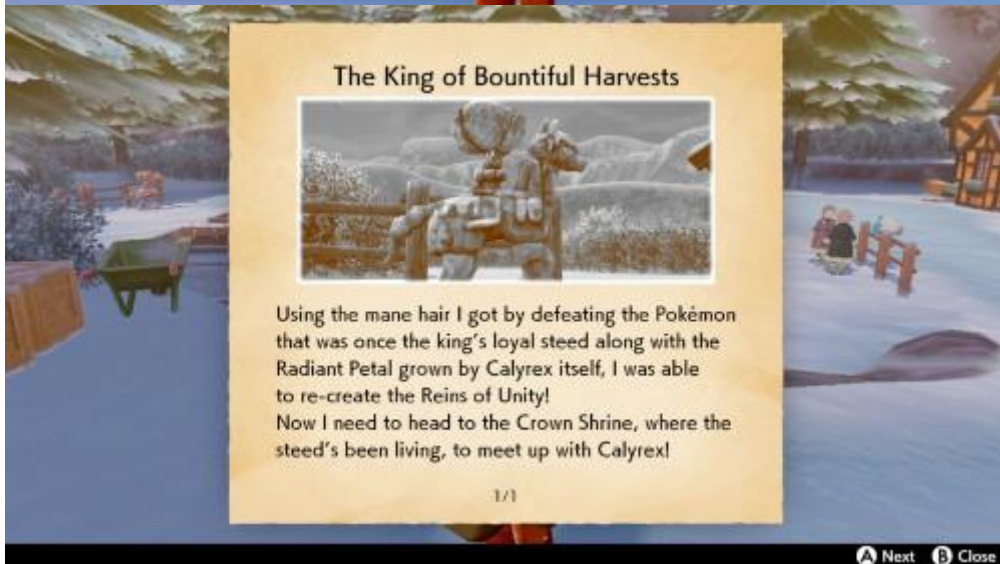 The King of Bountiful Harvests
Using the mane hair I got by defeating the Pokémon
that was once the king's loyal steed along with the
Radiant Petal grown by Calyrex itself, I was able
to re-create the Reins of Unity!
Now I need to head to the Crown Shrine, where the
steed's been living, to meet up with Calyrex!
1/1
A Next B Close